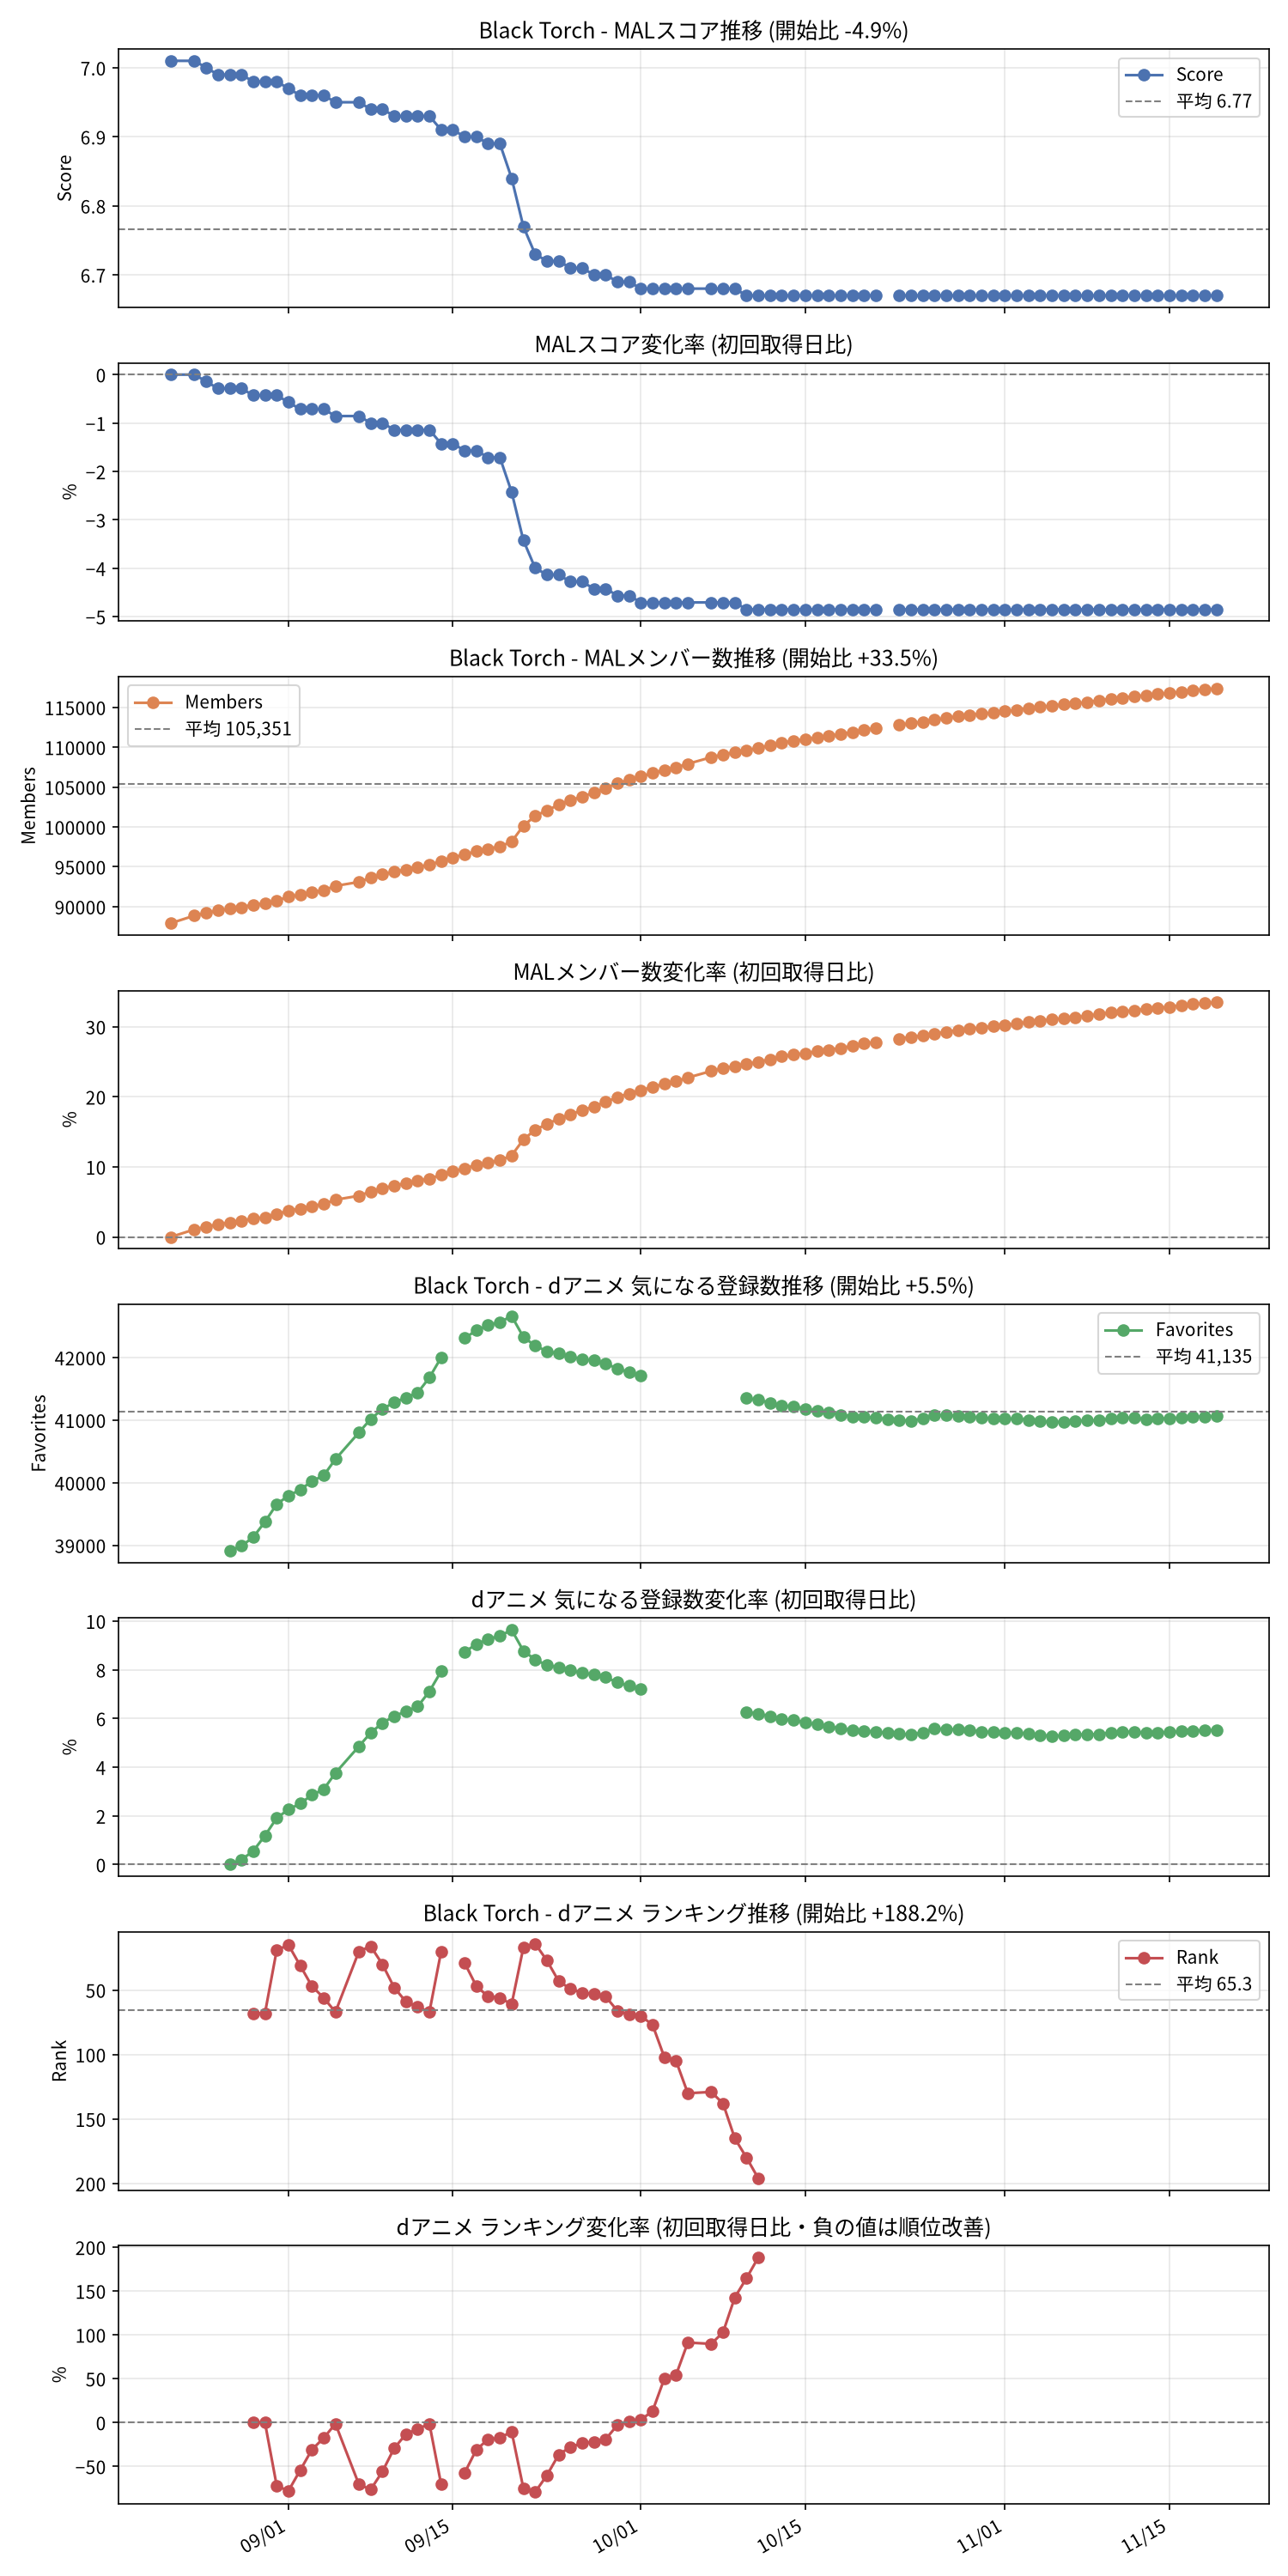 Black Torch - MALスコア推移 (開始比 -4.9%)
Score
7.0
6.9
6.8
6.7
Score
平均 6.77
MALスコア変化率 (初回取得日比)
%
0
−1
−2
−3
−4
−5
Black Torch - MALメンバー数推移 (開始比 +33.5%)
Members
115000
110000
105000
100000
95000
90000
Members
平均 105,351
MALメンバー数変化率 (初回取得日比)
%
30
20
10
0
Black Torch - dアニメ 気になる登録数推移 (開始比 +5.5%)
Favorites
42000
41000
40000
39000
Favorites
平均 41,135
dアニメ 気になる登録数変化率 (初回取得日比)
%
10
8
6
4
2
0
Black Torch - dアニメ ランキング推移 (開始比 +188.2%)
Rank
50
100
150
200
Rank
平均 65.3
dアニメ ランキング変化率 (初回取得日比・負の値は順位改善)
%
200
150
100
50
0
−50
09/01
09/15
10/01
10/15
11/01
11/15